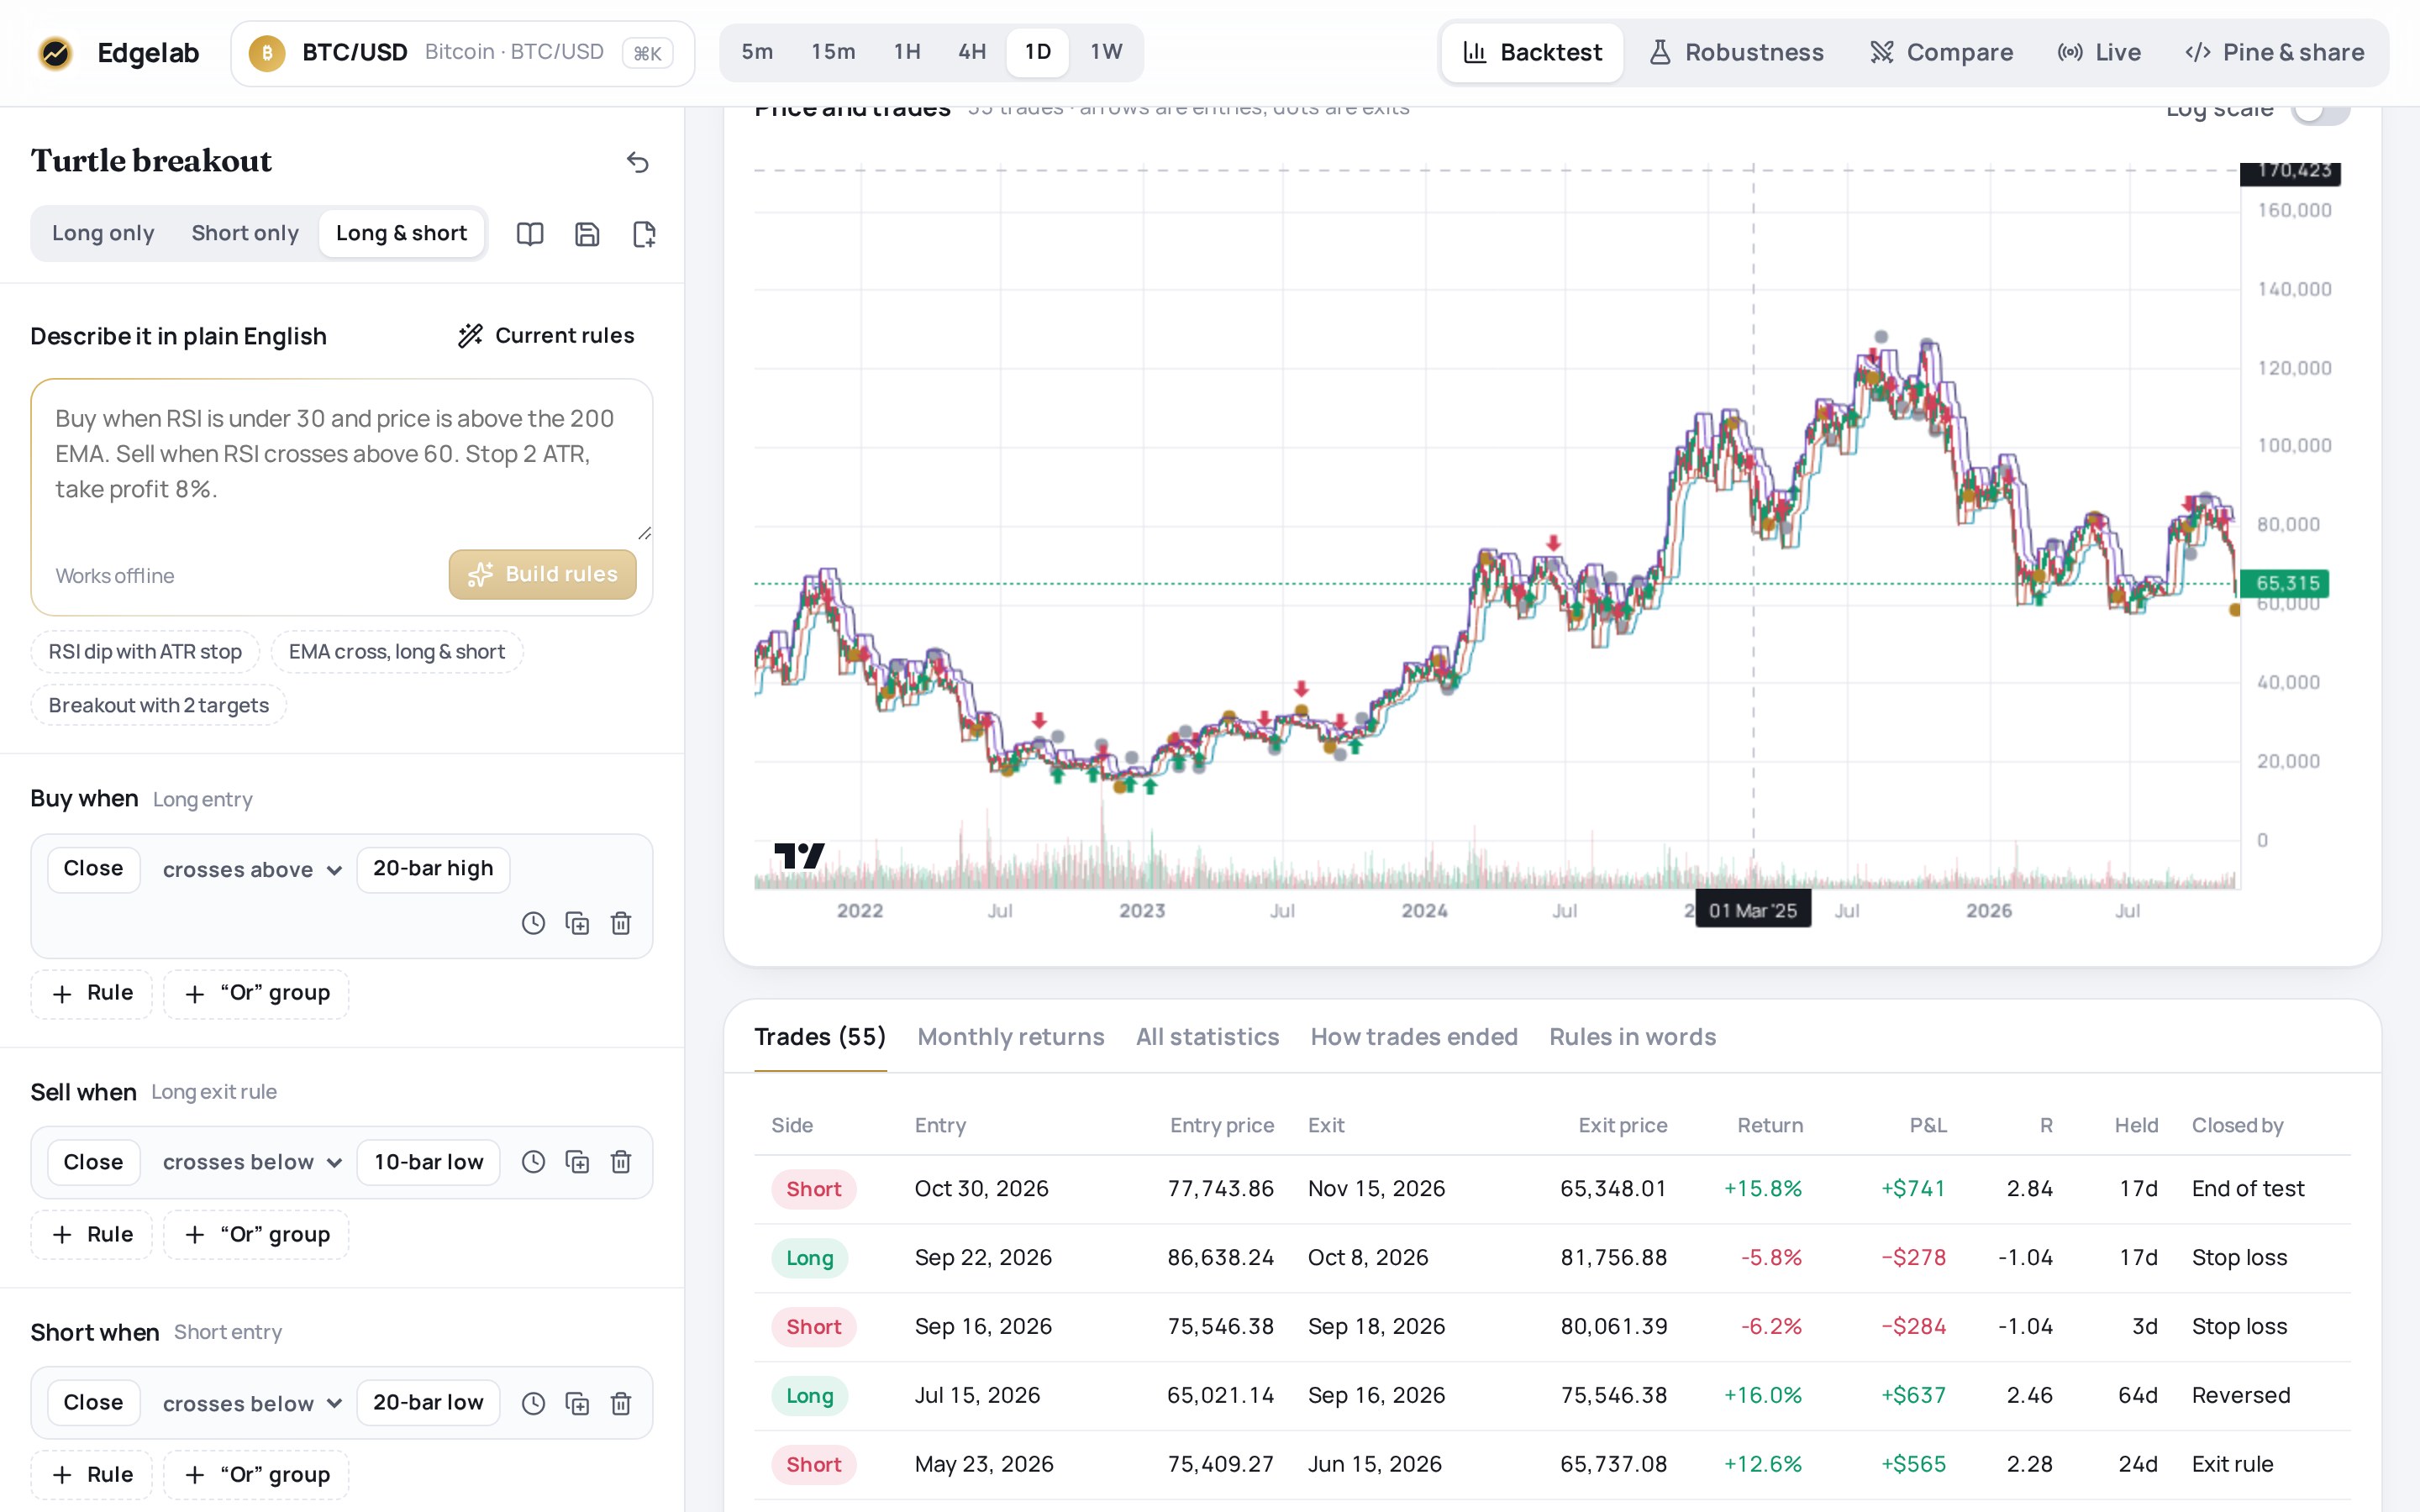 Edgelab
BTC/USD Bitcoin · BTC/USD ⌘K
5m 15m 1H 4H 1D 1W
Backtest Robustness Compare Live Pine & share
Turtle breakout
Long only Short only Long & short
Describe it in plain English Current rules
Buy when RSI is under 30 and price is above the 200
EMA. Sell when RSI crosses above 60. Stop 2 ATR,
take profit 8%.
Works offline Build rules
RSI dip with ATR stop EMA cross, long & short
Breakout with 2 targets
Buy when Long entry
Close crosses above 20-bar high
+ Rule + “Or” group
Sell when Long exit rule
Close crosses below 10-bar low
+ Rule + “Or” group
Short when Short entry
Close crosses below 20-bar low
+ Rule + “Or” group
Price and trades 55 trades · arrows are entries, dots are exits Log scale
170,423
160,000
140,000
120,000
100,000
80,000
65,315
60,000
40,000
20,000
0
2022 Jul 2023 Jul 2024 Jul 01 Mar '25 Jul 2026 Jul
Trades (55) Monthly returns All statistics How trades ended Rules in words
Side Entry Entry price Exit Exit price Return P&L R Held Closed by
Short Oct 30, 2026 77,743.86 Nov 15, 2026 65,348.01 +15.8% +$741 2.84 17d End of test
Long Sep 22, 2026 86,638.24 Oct 8, 2026 81,756.88 -5.8% −$278 -1.04 17d Stop loss
Short Sep 16, 2026 75,546.38 Sep 18, 2026 80,061.39 -6.2% −$284 -1.04 3d Stop loss
Long Jul 15, 2026 65,021.14 Sep 16, 2026 75,546.38 +16.0% +$637 2.46 64d Reversed
Short May 23, 2026 75,409.27 Jun 15, 2026 65,737.08 +12.6% +$565 2.28 24d Exit rule